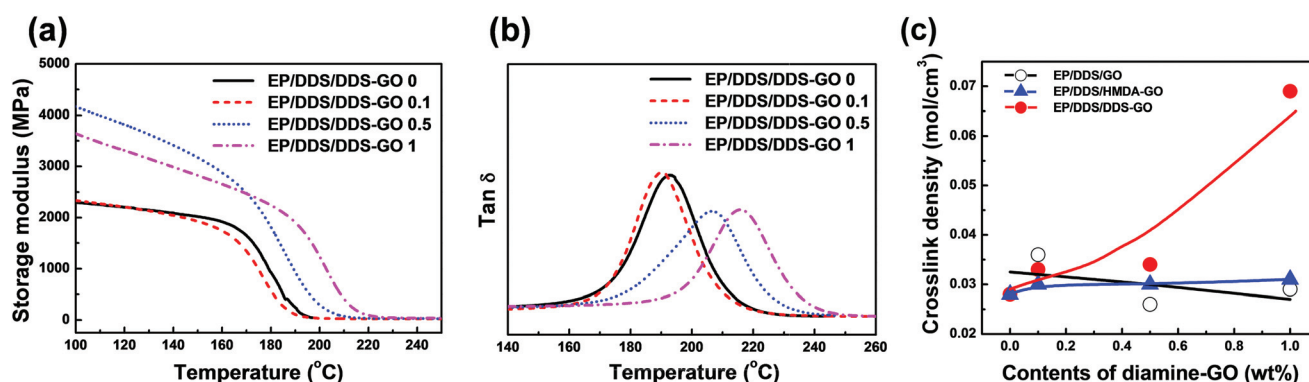 (a)
5000
4000
3000
2000
1000
0
Storage modulus (MPa)
EP/DDS/DDS-GO 0
EP/DDS/DDS-GO 0.1
EP/DDS/DDS-GO 0.5
EP/DDS/DDS-GO 1
100 120 140 160 180 200 220 240
Temperature (°C)
(b)
Tan δ
EP/DDS/DDS-GO 0
EP/DDS/DDS-GO 0.1
EP/DDS/DDS-GO 0.5
EP/DDS/DDS-GO 1
140 160 180 200 220 240 260
Temperature (°C)
(c)
0.07
0.06
0.05
0.04
0.03
0.02
Crosslink density (mol/cm³)
EP/DDS/GO
EP/DDS/HMDA-GO
EP/DDS/DDS-GO
0.0 0.2 0.4 0.6 0.8 1.0
Contents of diamine-GO (wt%)